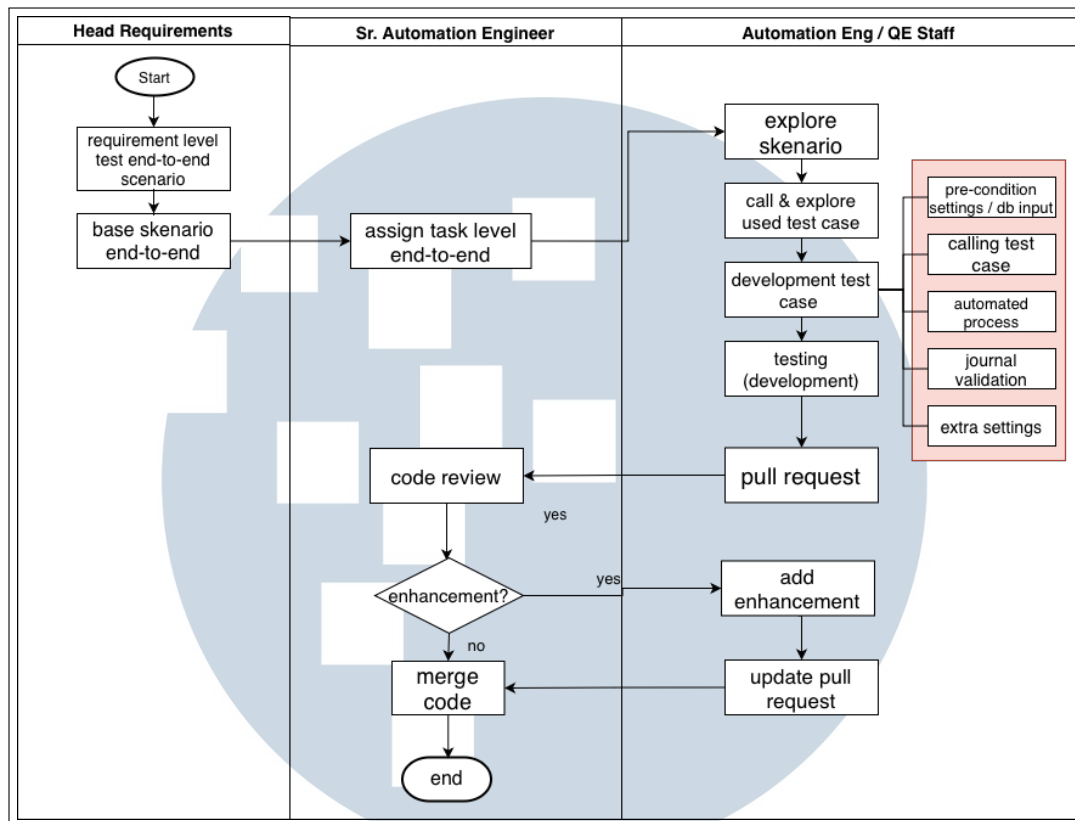 Head Requirements
Sr. Automation Engineer
Automation Eng / QE Staff
Start
requirement level
test end-to-end
scenario
base skenario
end-to-end
assign task level
end-to-end
explore
skenario
call & explore
used test case
development test
case
pre-condition
settings / db input
calling test
case
automated
process
journal
validation
extra settings
testing
(development)
pull request
code review
yes
enhancement?
yes
add
enhancement
no
merge
code
update pull
request
end